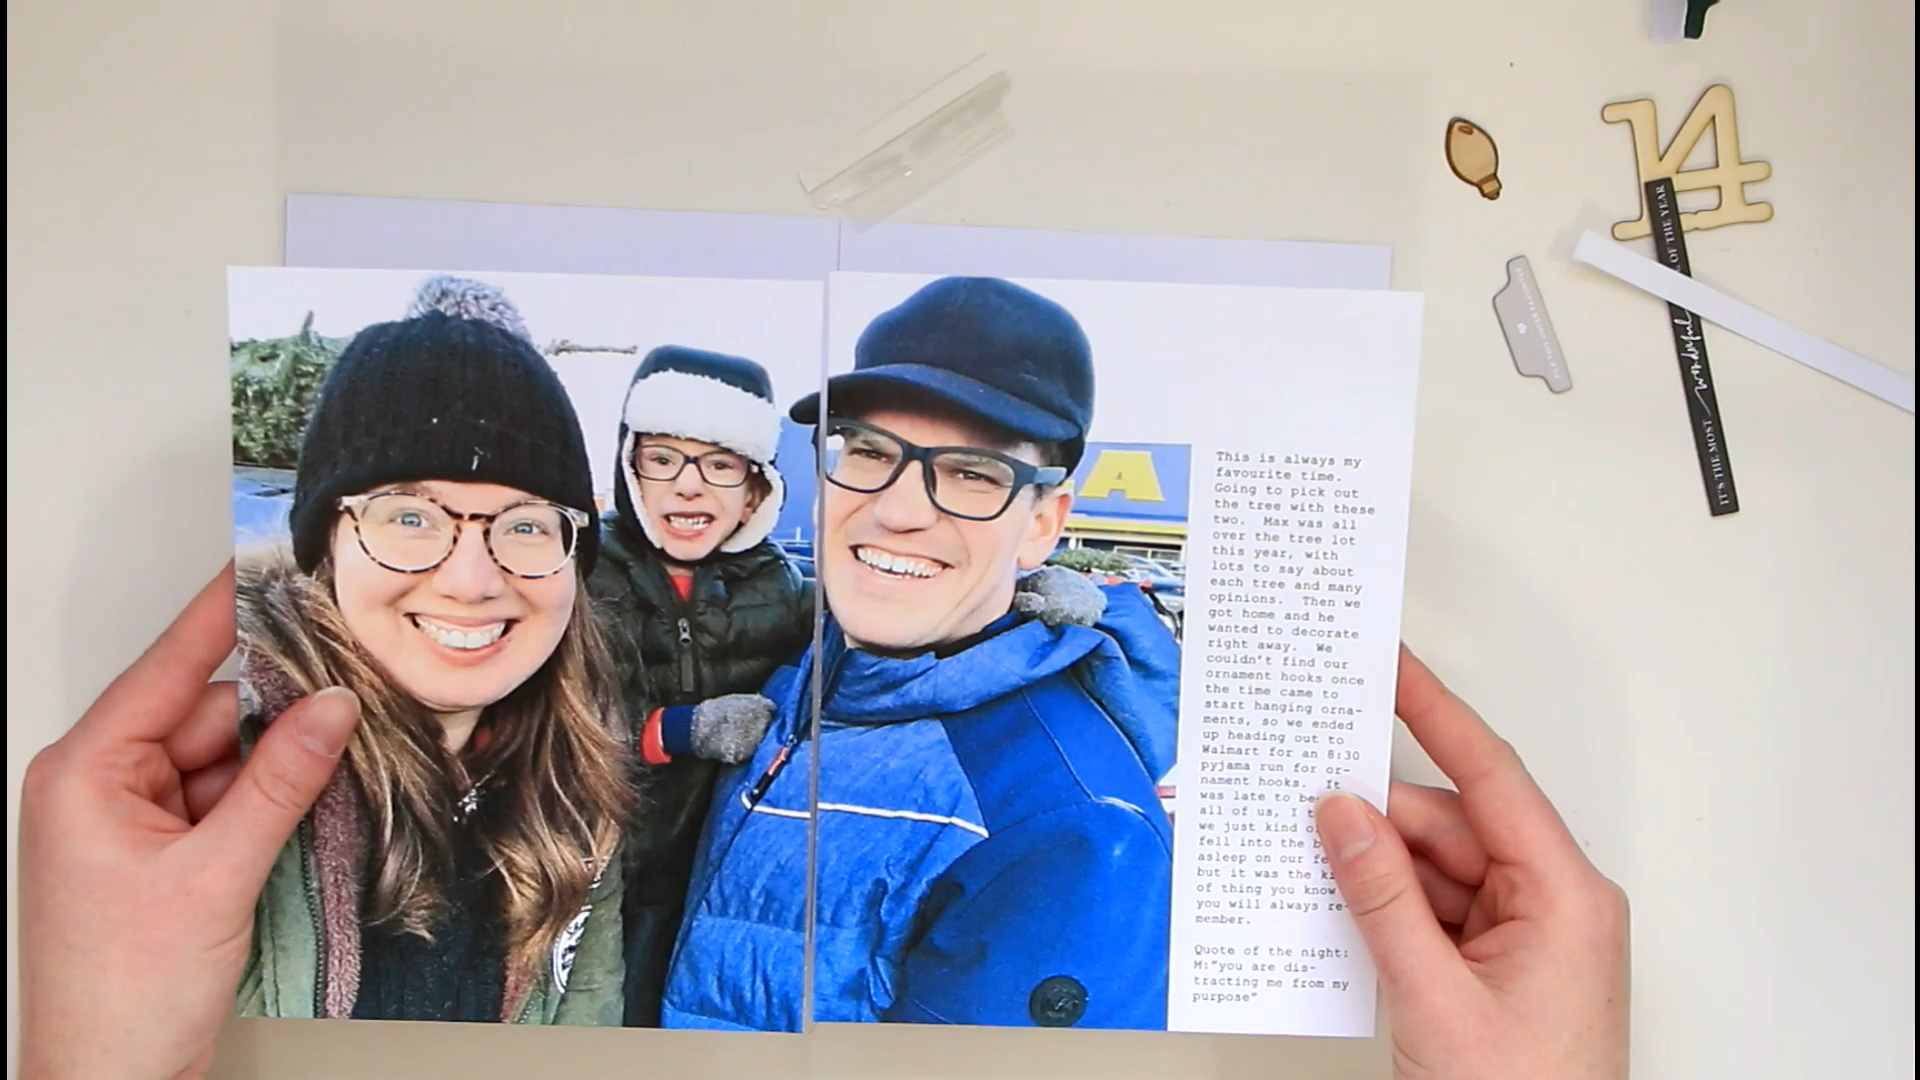 14
OF THE YEAR
IT'S THE MOST
wonderful
A
This is always my
favourite time.
Going to pick out
the tree with these
two. Max was all
over the tree lot
this year, with
lots to say about
each tree and many
opinions. Then we
got home and he
wanted to decorate
right away. We
couldn't find our
ornament hooks once
the time came to
start hanging orna-
ments, so we ended
up heading out to
Walmart for an 8:30
pyjama run for or-
nament hooks. It
was late to
all of us, I
we just kind
fell into the
asleep on our
but it was the
of thing you know
you will always re-
member.
Quote of the night:
M:"you are dis-
tracting me from my
purpose"